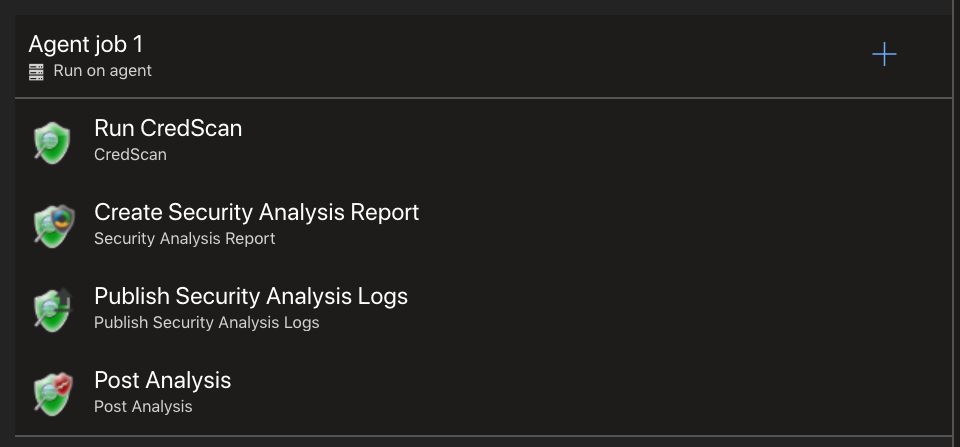 Agent job 1
Run on agent
Run CredScan
CredScan
Create Security Analysis Report
Security Analysis Report
Publish Security Analysis Logs
Publish Security Analysis Logs
Post Analysis
Post Analysis